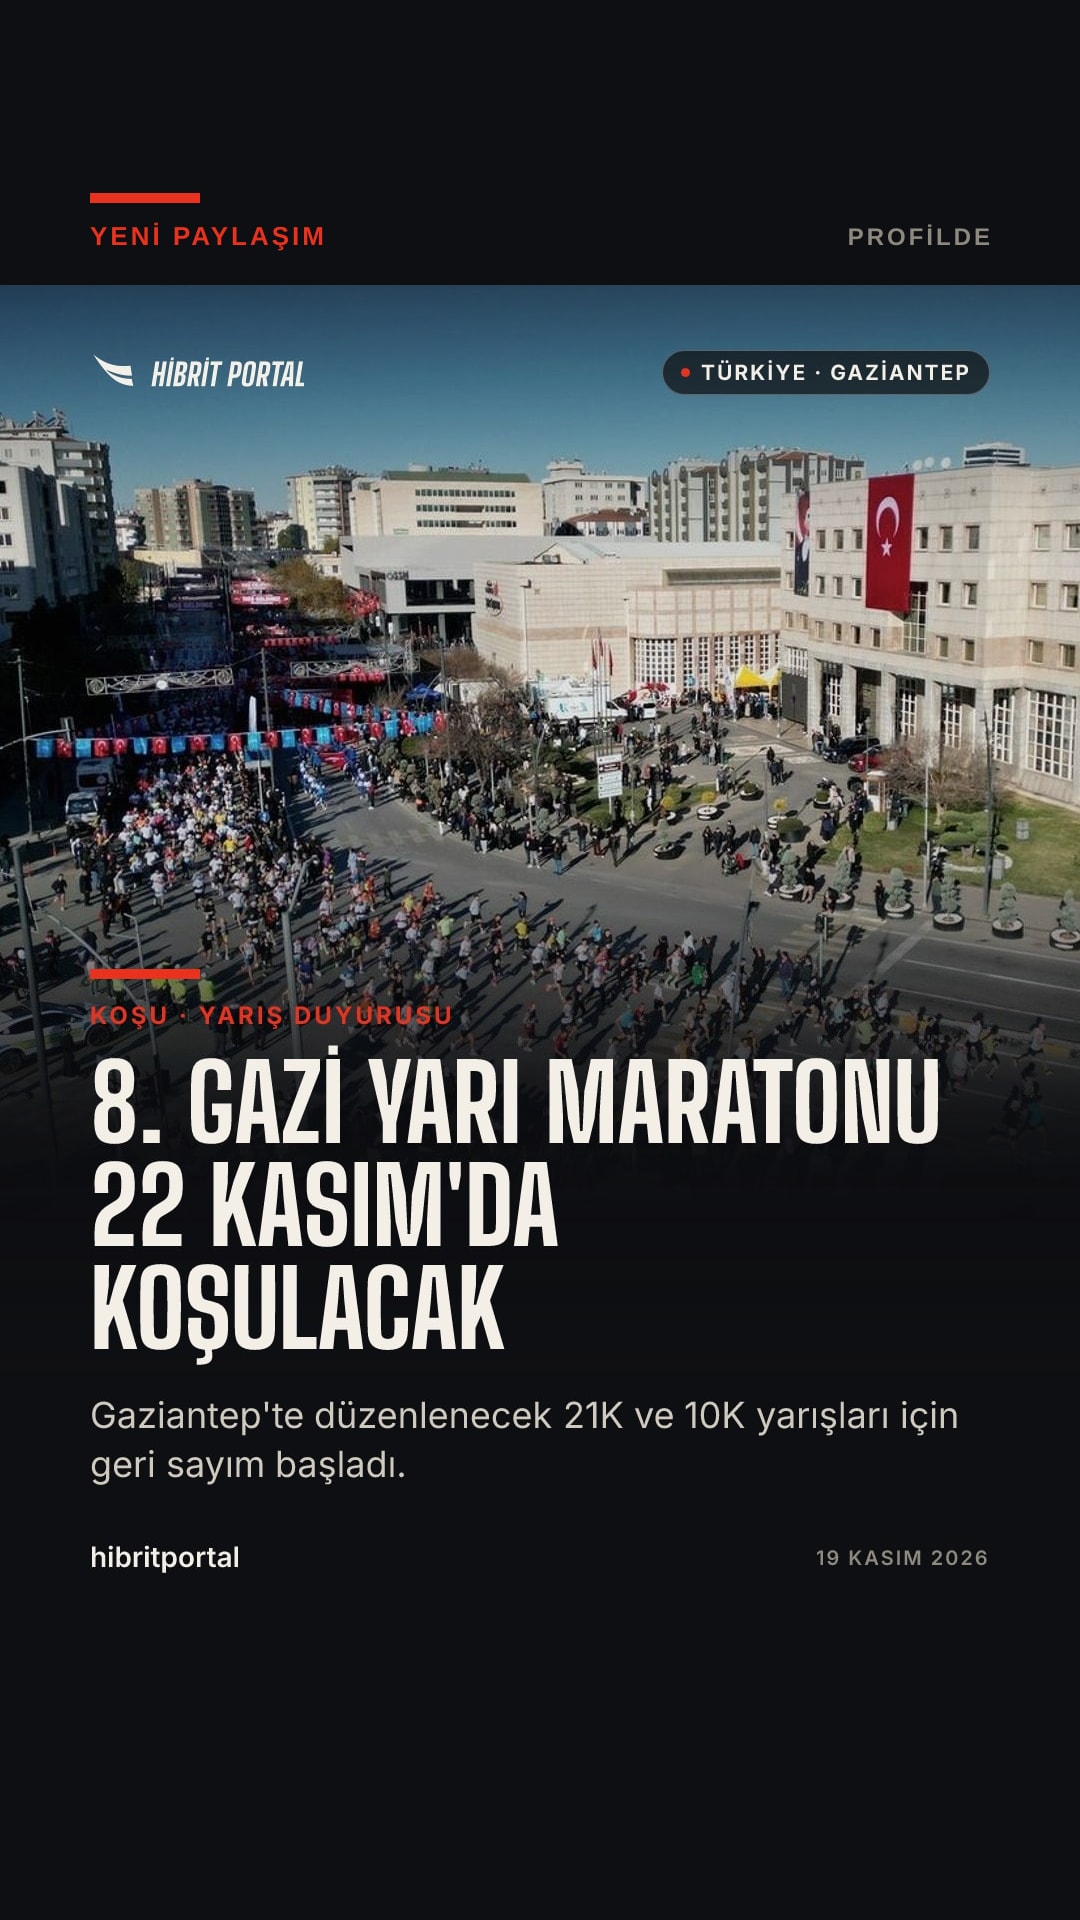 YENİ PAYLAŞIM
PROFİLDE
HİBRİT PORTAL
TÜRKİYE · GAZİANTEP
KOŞU · YARIŞ DUYURUSU
8. GAZİ YARI MARATONU
22 KASIM'DA
KOŞULACAK
Gaziantep'te düzenlenecek 21K ve 10K yarışları için
geri sayım başladı.
hibritportal
19 KASIM 2026